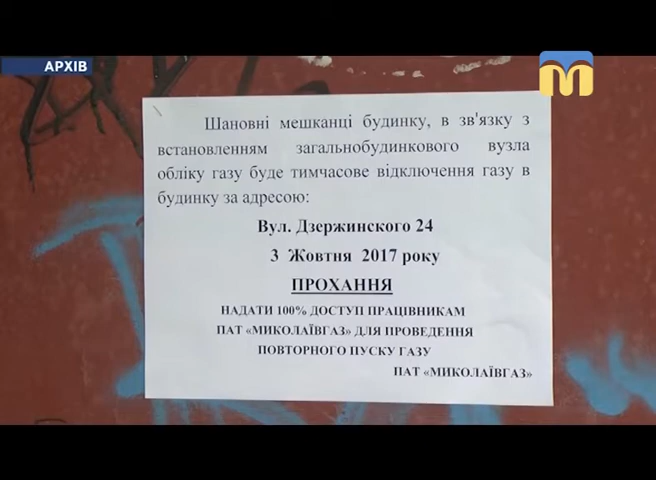 АРХІВ
Шановні мешканці будинку, в зв'язку з
встановленням загальнобудинкового вузла
обліку газу буде тимчасове відключення газу в
будинку за адресою:
Вул. Дзержинского 24
3 Жовтня 2017 року
ПРОХАННЯ
НАДАТИ 100% ДОСТУП ПРАЦІВНИКАМ
ПАТ «МИКОЛАЇВГАЗ» ДЛЯ ПРОВЕДЕННЯ
ПОВТОРНОГО ПУСКУ ГАЗУ
ПАТ «МИКОЛАЇВГАЗ»